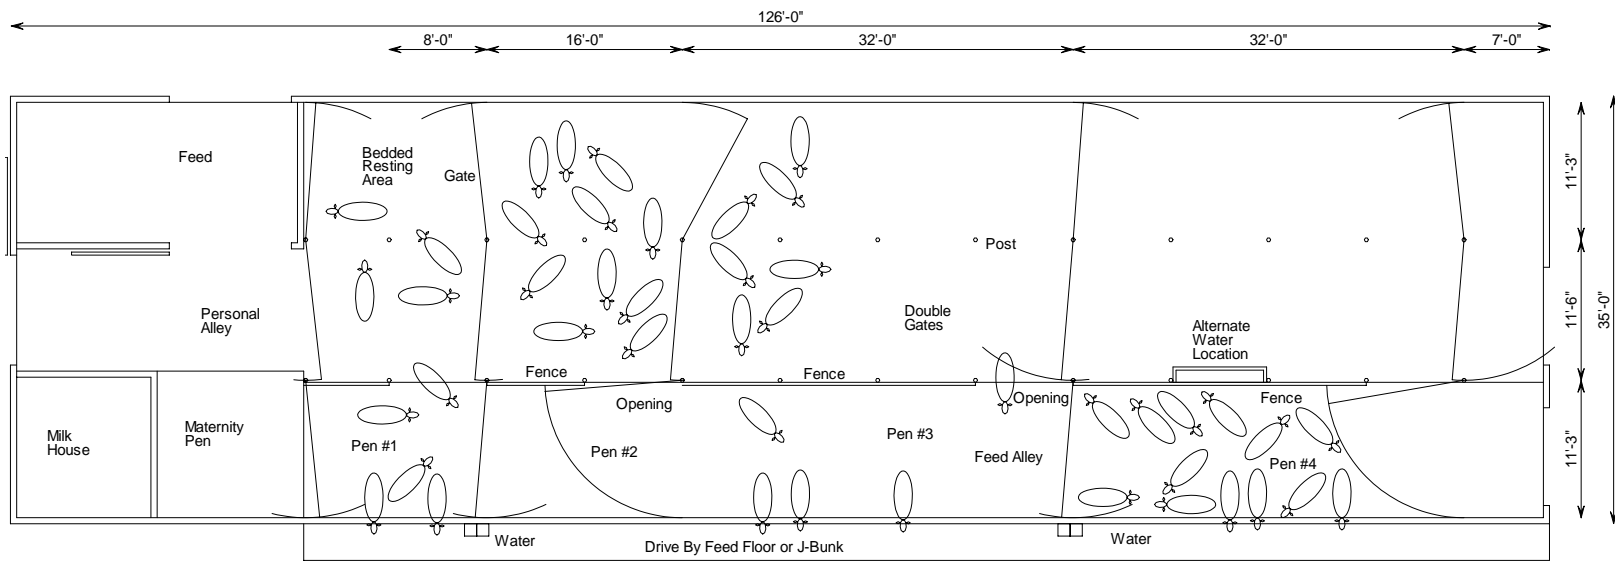 126'-0"
8'-0"
16'-0"
32'-0"
32'-0"
7'-0"
Feed
Bedded
Resting
Area
Gate
11'-3"
Post
11'-6"
35'-0"
Personal
Alley
Double
Gates
Alternate
Water
Location
Fence
Fence
Opening
Opening
Fence
11'-3"
Milk
House
Maternity
Pen
Pen #1
Pen #2
Pen #3
Feed Alley
Pen #4
Water
Drive By Feed Floor or J-Bunk
Water